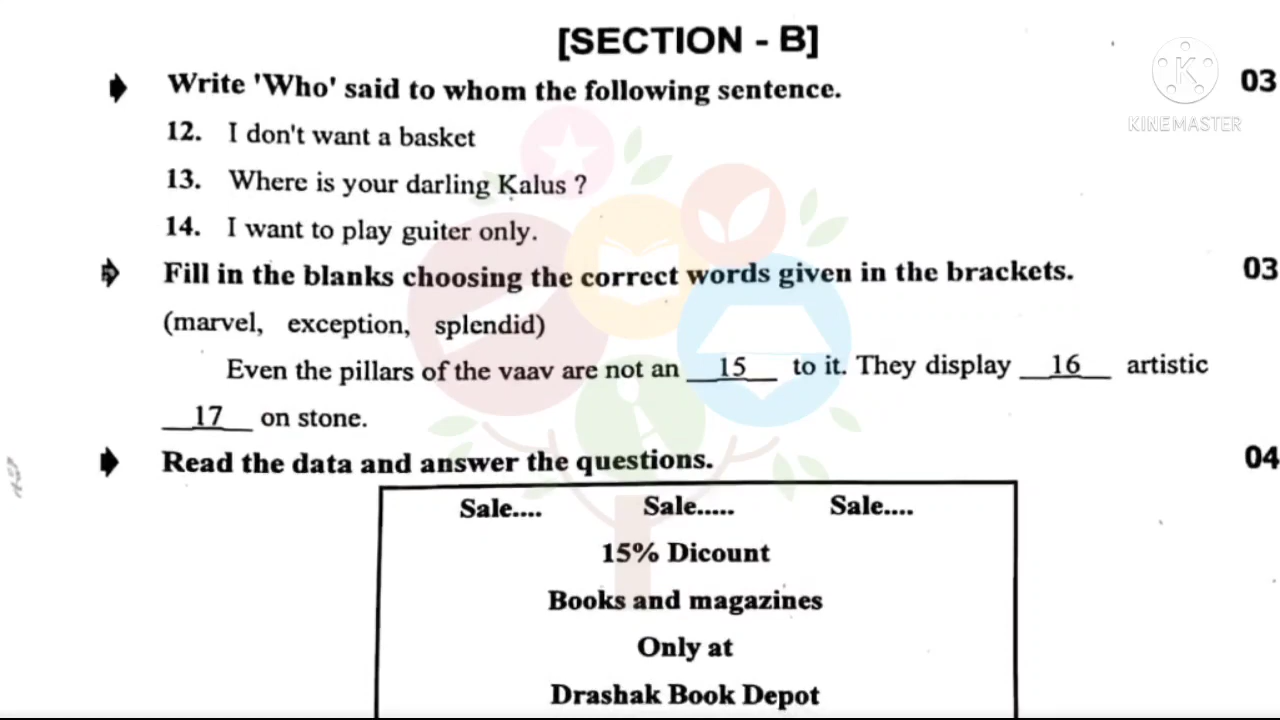 [SECTION - B]
Write 'Who' said to whom the following sentence. 03
KINEMASTER
12. I don't want a basket
13. Where is your darling Kalus ?
14. I want to play guiter only.
Fill in the blanks choosing the correct words given in the brackets. 03
(marvel, exception, splendid)
Even the pillars of the vaav are not an __15__ to it. They display __16__ artistic
__17__ on stone.
Read the data and answer the questions. 04
Sale.... Sale..... Sale....
15% Dicount
Books and magazines
Only at
Drashak Book Depot